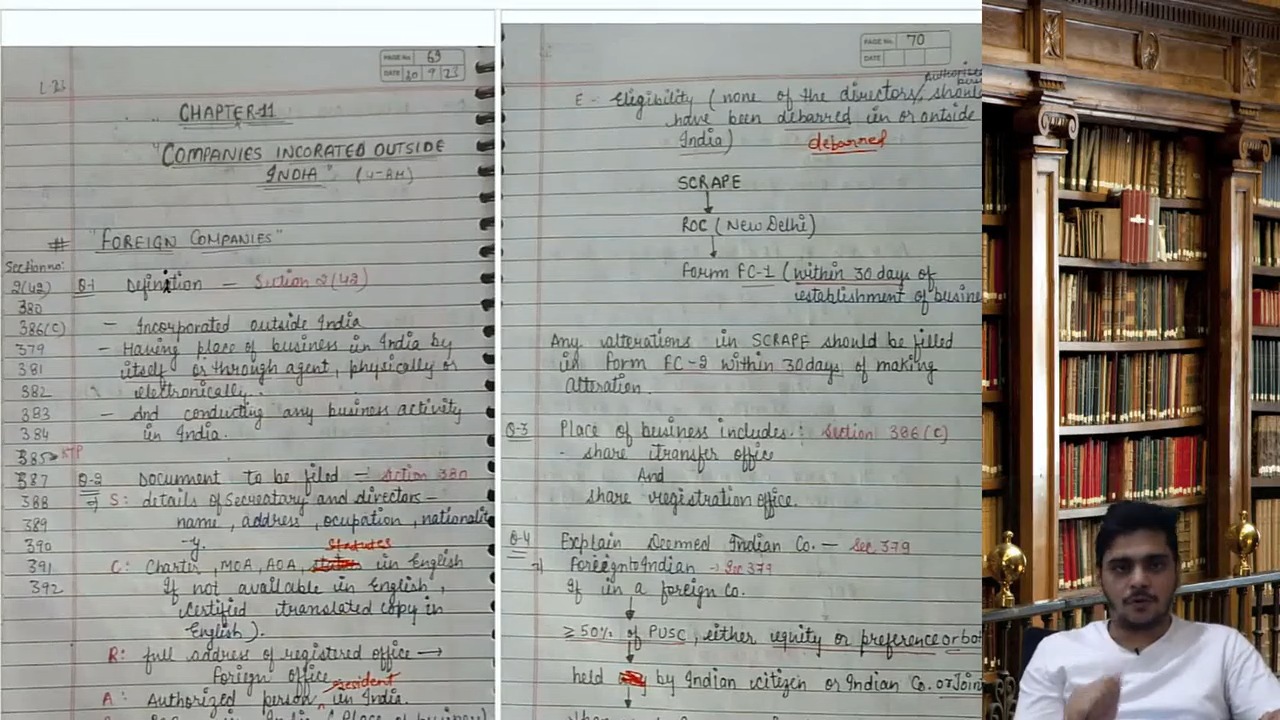 PAGE No. 69
DATE 20 9 23
L 23
CHAPTER-11
"COMPANIES INCORATED OUTSIDE
INDIA" (4-8M)
# "FOREIGN COMPANIES"
Section no:
2(42) Q-1 Definition — Section 2(42)
380
386(C) - Incorporated outside India
379 - Having place of business in India by
381 itself or through agent, physically or
382 electronically.
383 - And conducting any business activity
384 in India.
385
387 Q-2 Document to be filed — Section 380
388 S: details of Secreatary and directors —
389 name, address, ocupation, nationalit
390 -y. Statutes
391 C: Charter, MOA, AOA, in English
392 If not available in English,
certified translated copy in
English).
R: full address of registered office →
foreign office
resident
A: Authorized person in India.
PAGE No. 70
DATE
Authorised
E - Eligibility (none of the directors/ should
have been debarred in or outside
India) debarred
SCRAPE
ROC (New Delhi)
Form FC-1 (within 30 days of
establishment of busine
Any alterations in SCRAPE should be filled
in form FC-2 within 30 days of making
alteration.
Q-3 Place of business includes: Section 386(C)
- share transfer office
And
share registration office.
Q-4 Explain Deemed Indian Co. — Sec 379
Foreign to Indian - Sec 379
If in a foreign co.
≥50% of PUSC, either equity or preference or bot
held by Indian citizen or Indian Co. or Join